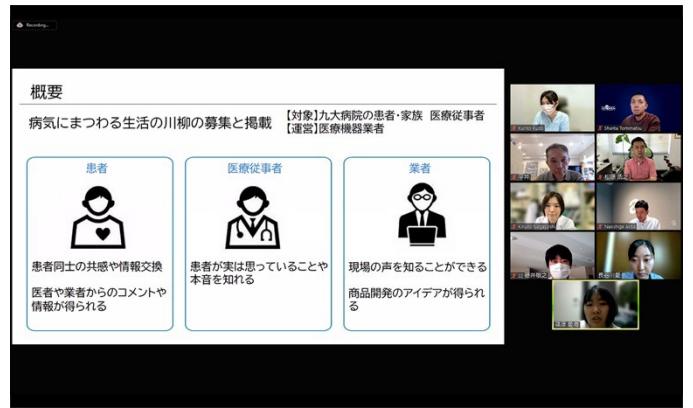 Recording...
概要
病気にまつわる生活の川柳の募集と掲載
【対象】九大病院の患者・家族 医療従事者
【運営】医療機器業者
患者
患者同士の共感や情報交換
医者や業者からのコメントや
情報が得られる
医療従事者
患者が実は思っていることや
本音を知れる
業者
現場の声を知ることができる
商品開発のアイデアが得られ
る